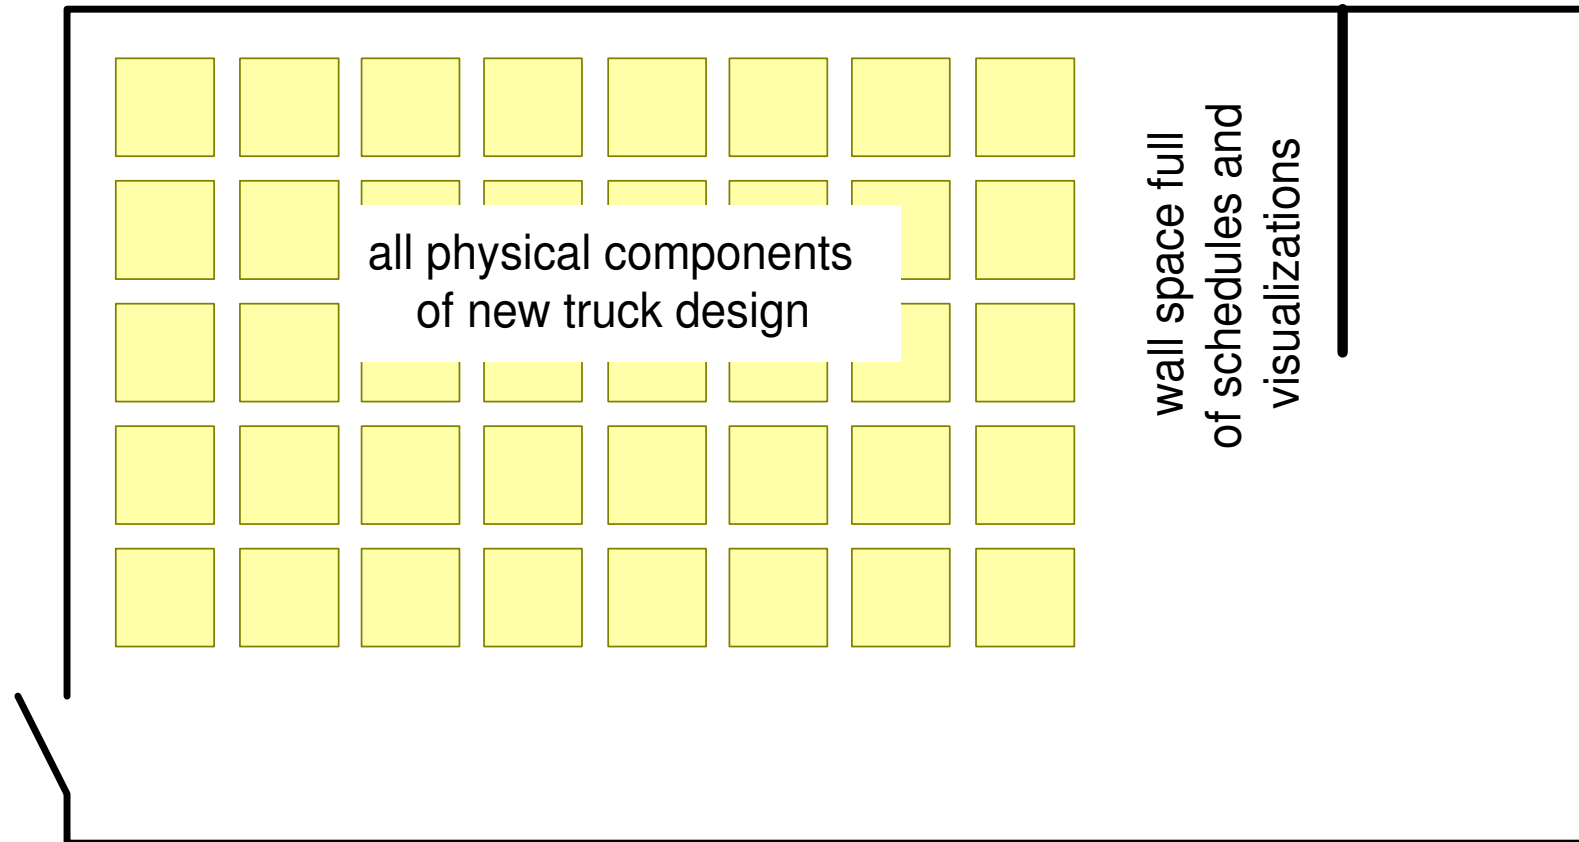 all physical components
of new truck design
wall space full
of schedules and
visualizations